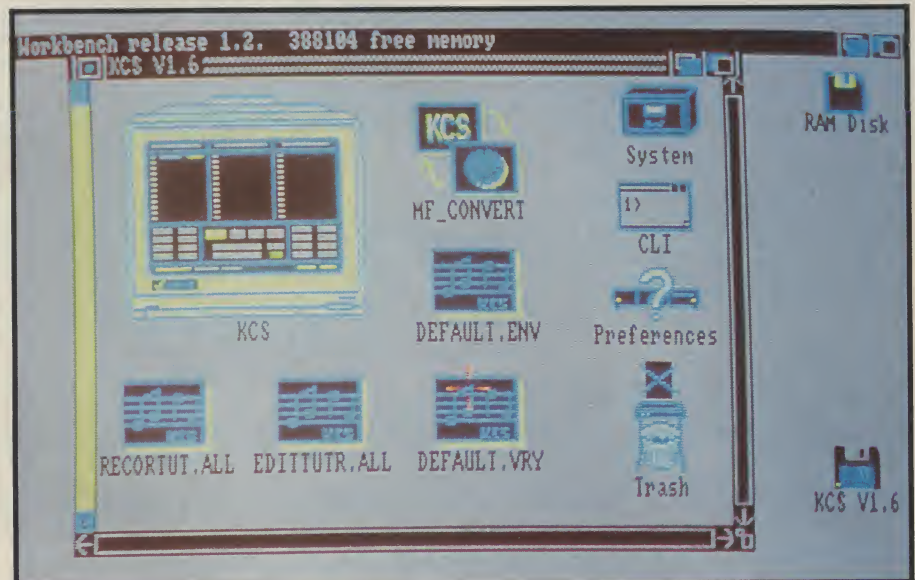 Workbench release 1.2.  388104 free memory
KCS V1.6
RAM Disk
KCS
System
MF_CONVERT
1>
CLI
KCS
DEFAULT.ENV
Preferences
RECORTUT.ALL
EDITTUTR.ALL
DEFAULT.VRY
Trash
KCS V1.6